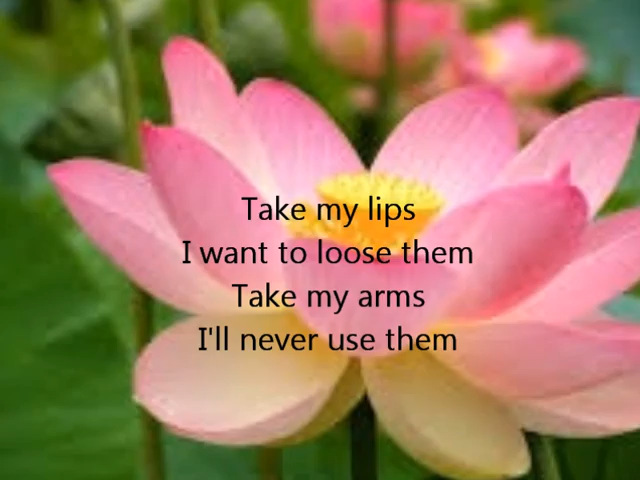 Take my lips
I want to loose them
Take my arms
I'll never use them